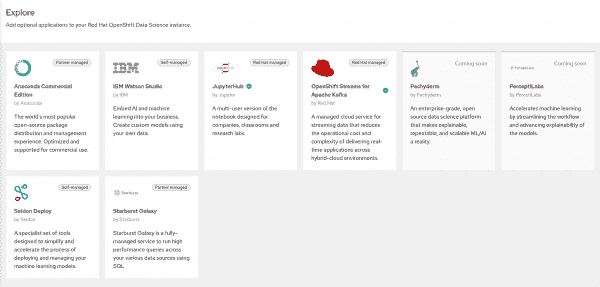 Explore
Add optional applications to your Red Hat OpenShift Data Science instance.
Partner managed
Anaconda Commercial
Edition
by Anaconda
The world's most popular
open-source package
distribution and management
experience. Optimized and
supported for commercial use.
IBM
Self-managed
IBM Watson Studio
by IBM
Embed AI and machine
learning into your business.
Create custom models using
your own data.
Red Hat managed
JupyterHub
by Jupyter
A multi-user version of the
notebook designed for
companies, classrooms and
research labs.
Red Hat managed
OpenShift Streams for
Apache Kafka
by Red Hat
A managed cloud service for
streaming data that reduces
the operational cost and
complexity of delivering real-
time applications across
hybrid-cloud environments.
Coming soon
Pachyderm
by Pachyderm
An enterprise-grade, open
source data science platform
that makes explainable,
repeatable, and scalable ML/AI
a reality.
PerceptiLabs
Coming soon
PerceptiLabs
by PerceptiLabs
Accelerates machine learning by
streamlining the workflow and
advancing explainability of
the models.
Self-managed
Seldon Deploy
by Seldon
A specialist set of tools
designed to simplify and
accelerate the process of
deploying and managing your
machine learning models.
Starburst
Partner managed
Starburst Galaxy
by Starburst
Starburst Galaxy is a fully-
managed service to run high
performance queries across
your various data sources using
SQL.